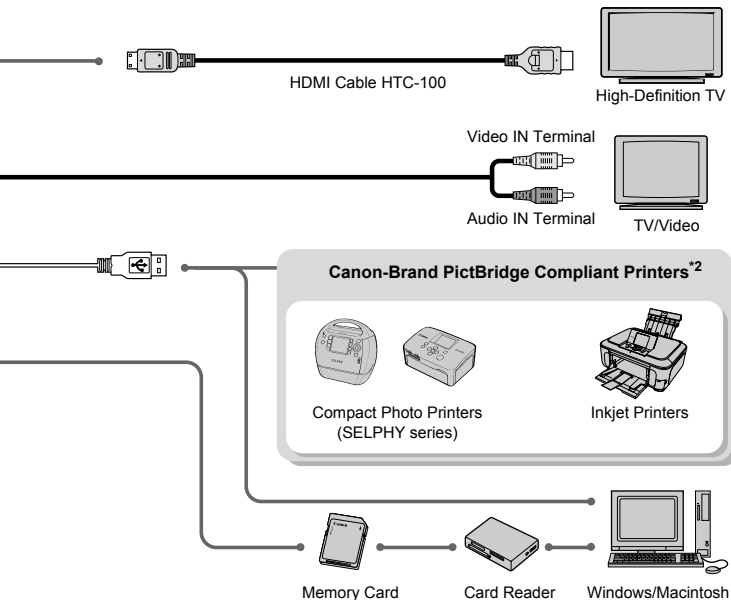 HDMI Cable HTC-100
High-Definition TV
Video IN Terminal
Audio IN Terminal
TV/Video
Canon-Brand PictBridge Compliant Printers*2
Compact Photo Printers
(SELPHY series)
Inkjet Printers
Memory Card
Card Reader
Windows/Macintosh